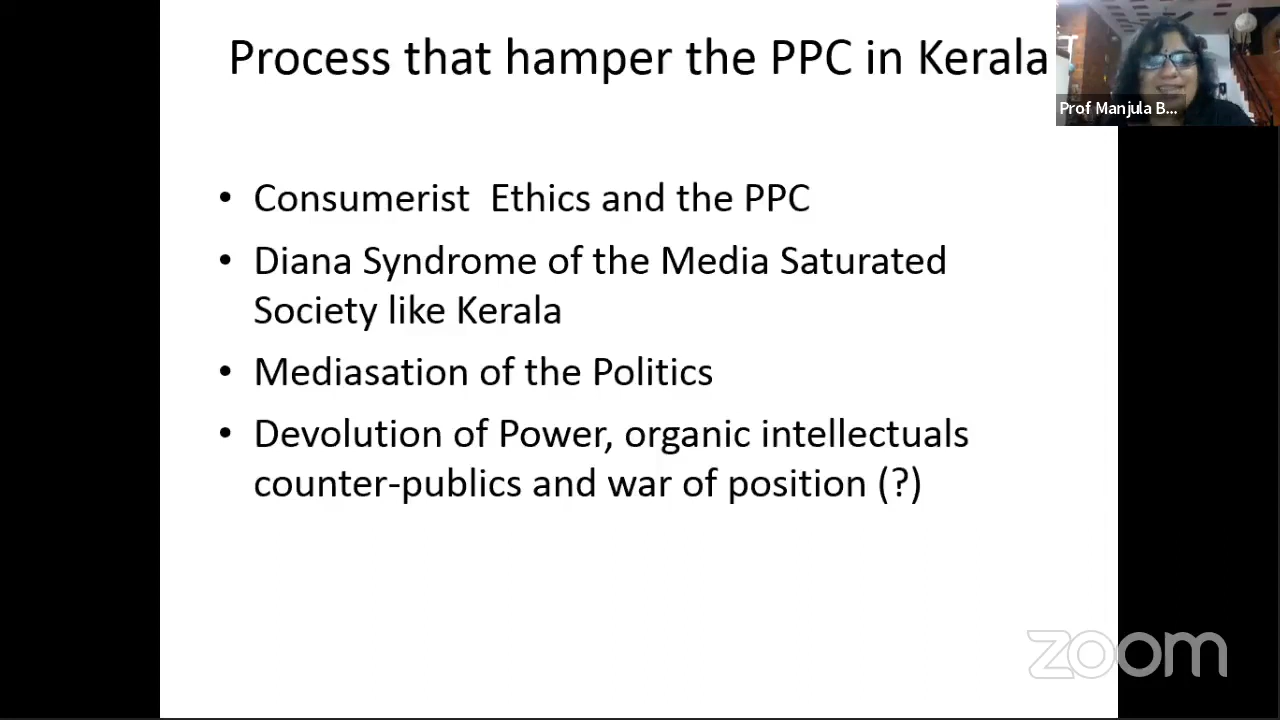 Process that hamper the PPC in Kerala
Prof Manjula B...
• Consumerist Ethics and the PPC
• Diana Syndrome of the Media Saturated
Society like Kerala
• Mediasation of the Politics
• Devolution of Power, organic intellectuals
counter-publics and war of position (?)
zoom